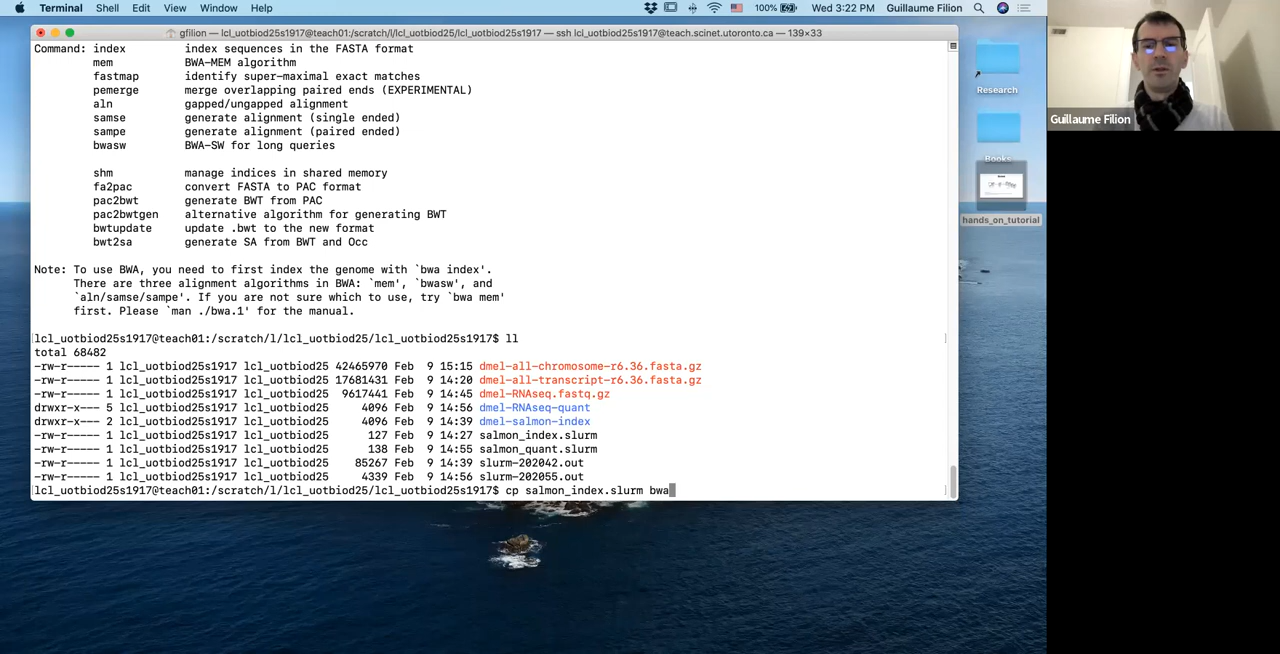 Terminal Shell Edit View Window Help 100% Wed 3:22 PM Guillaume Filion
gfilion — lcl_uotbiod25s1917@teach01:/scratch/l/lcl_uotbiod25/lcl_uotbiod25s1917 — ssh lcl_uotbiod25s1917@teach.scinet.utoronto.ca — 139×33
Command: index index sequences in the FASTA format
mem BWA-MEM algorithm
fastmap identify super-maximal exact matches
pemerge merge overlapping paired ends (EXPERIMENTAL)
aln gapped/ungapped alignment
samse generate alignment (single ended)
sampe generate alignment (paired ended)
bwasw BWA-SW for long queries
shm manage indices in shared memory
fa2pac convert FASTA to PAC format
pac2bwt generate BWT from PAC
pac2bwtgen alternative algorithm for generating BWT
bwtupdate update .bwt to the new format
bwt2sa generate SA from BWT and Occ
Note: To use BWA, you need to first index the genome with `bwa index'.
There are three alignment algorithms in BWA: `mem', `bwasw', and
`aln/samse/sampe'. If you are not sure which to use, try `bwa mem'
first. Please `man ./bwa.1' for the manual.
[lcl_uotbiod25s1917@teach01:/scratch/l/lcl_uotbiod25/lcl_uotbiod25s1917$ ll ]
total 68482
-rw-r----- 1 lcl_uotbiod25s1917 lcl_uotbiod25 42465970 Feb 9 15:15 dmel-all-chromosome-r6.36.fasta.gz
-rw-r----- 1 lcl_uotbiod25s1917 lcl_uotbiod25 17681431 Feb 9 14:20 dmel-all-transcript-r6.36.fasta.gz
-rw-r----- 1 lcl_uotbiod25s1917 lcl_uotbiod25 9617441 Feb 9 14:45 dmel-RNAseq.fastq.gz
drwxr-x--- 5 lcl_uotbiod25s1917 lcl_uotbiod25 4096 Feb 9 14:56 dmel-RNAseq-quant
drwxr-x--- 2 lcl_uotbiod25s1917 lcl_uotbiod25 4096 Feb 9 14:39 dmel-salmon-index
-rw-r----- 1 lcl_uotbiod25s1917 lcl_uotbiod25 127 Feb 9 14:27 salmon_index.slurm
-rw-r----- 1 lcl_uotbiod25s1917 lcl_uotbiod25 138 Feb 9 14:55 salmon_quant.slurm
-rw-r----- 1 lcl_uotbiod25s1917 lcl_uotbiod25 85267 Feb 9 14:39 slurm-202042.out
-rw-r----- 1 lcl_uotbiod25s1917 lcl_uotbiod25 4339 Feb 9 14:56 slurm-202055.out
[lcl_uotbiod25s1917@teach01:/scratch/l/lcl_uotbiod25/lcl_uotbiod25s1917$ cp salmon_index.slurm bwa ]
Research
Books
hands_on_tutorial
Guillaume Filion